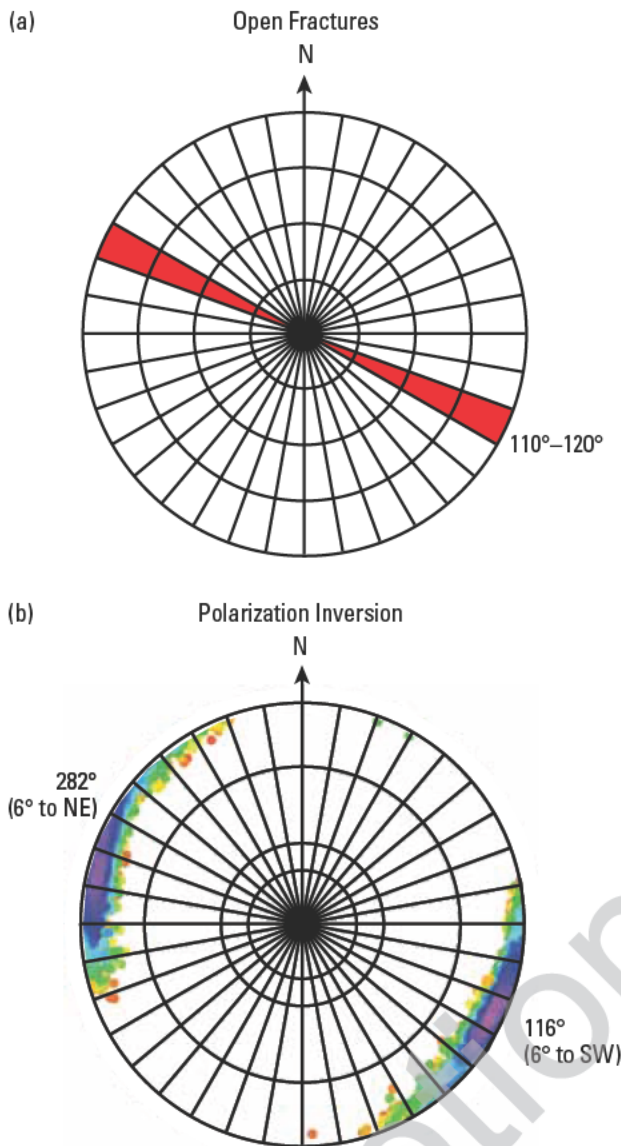 (a)
Open Fractures
N
110°–120°
(b)
Polarization Inversion
N
282°
(6° to NE)
116°
(6° to SW)